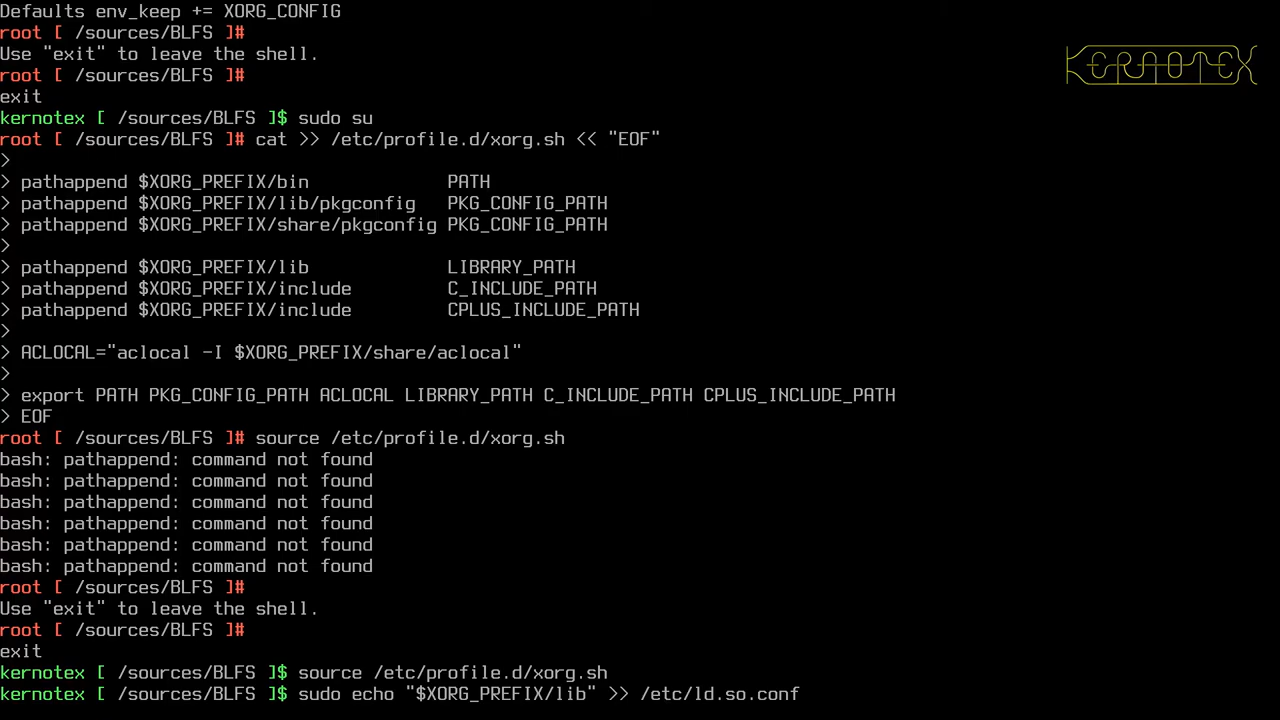 Defaults env_keep += XORG_CONFIG
root [ /sources/BLFS ]#
Use "exit" to leave the shell.
root [ /sources/BLFS ]#
exit
kernotex [ /sources/BLFS ]$ sudo su
root [ /sources/BLFS ]# cat >> /etc/profile.d/xorg.sh << "EOF"
>
> pathappend $XORG_PREFIX/bin             PATH
> pathappend $XORG_PREFIX/lib/pkgconfig   PKG_CONFIG_PATH
> pathappend $XORG_PREFIX/share/pkgconfig PKG_CONFIG_PATH
>
> pathappend $XORG_PREFIX/lib             LIBRARY_PATH
> pathappend $XORG_PREFIX/include         C_INCLUDE_PATH
> pathappend $XORG_PREFIX/include         CPLUS_INCLUDE_PATH
>
> ACLOCAL="aclocal -I $XORG_PREFIX/share/aclocal"
>
> export PATH PKG_CONFIG_PATH ACLOCAL LIBRARY_PATH C_INCLUDE_PATH CPLUS_INCLUDE_PATH
> EOF
root [ /sources/BLFS ]# source /etc/profile.d/xorg.sh
bash: pathappend: command not found
bash: pathappend: command not found
bash: pathappend: command not found
bash: pathappend: command not found
bash: pathappend: command not found
bash: pathappend: command not found
root [ /sources/BLFS ]#
Use "exit" to leave the shell.
root [ /sources/BLFS ]#
exit
kernotex [ /sources/BLFS ]$ source /etc/profile.d/xorg.sh
kernotex [ /sources/BLFS ]$ sudo echo "$XORG_PREFIX/lib" >> /etc/ld.so.conf
KERNOTEX